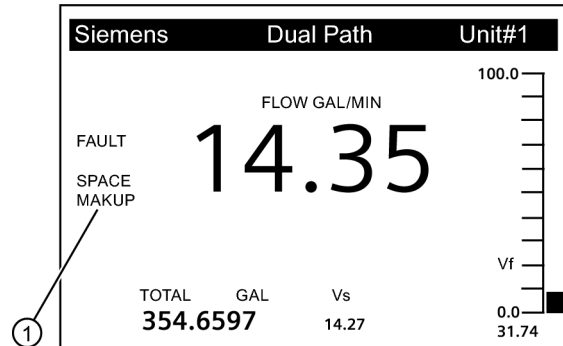 Siemens Dual Path Unit#1
100.0
FLOW GAL/MIN
14.35
FAULT
SPACE
MAKUP
Vf
TOTAL GAL Vs
354.6597 14.27
0.0
31.74
1